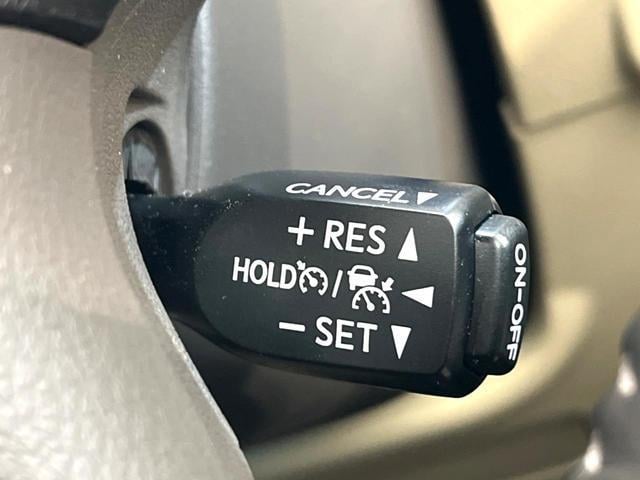 CANCEL▼
+ RES ▲
HOLD / ◀
− SET ▼
ON-OFF